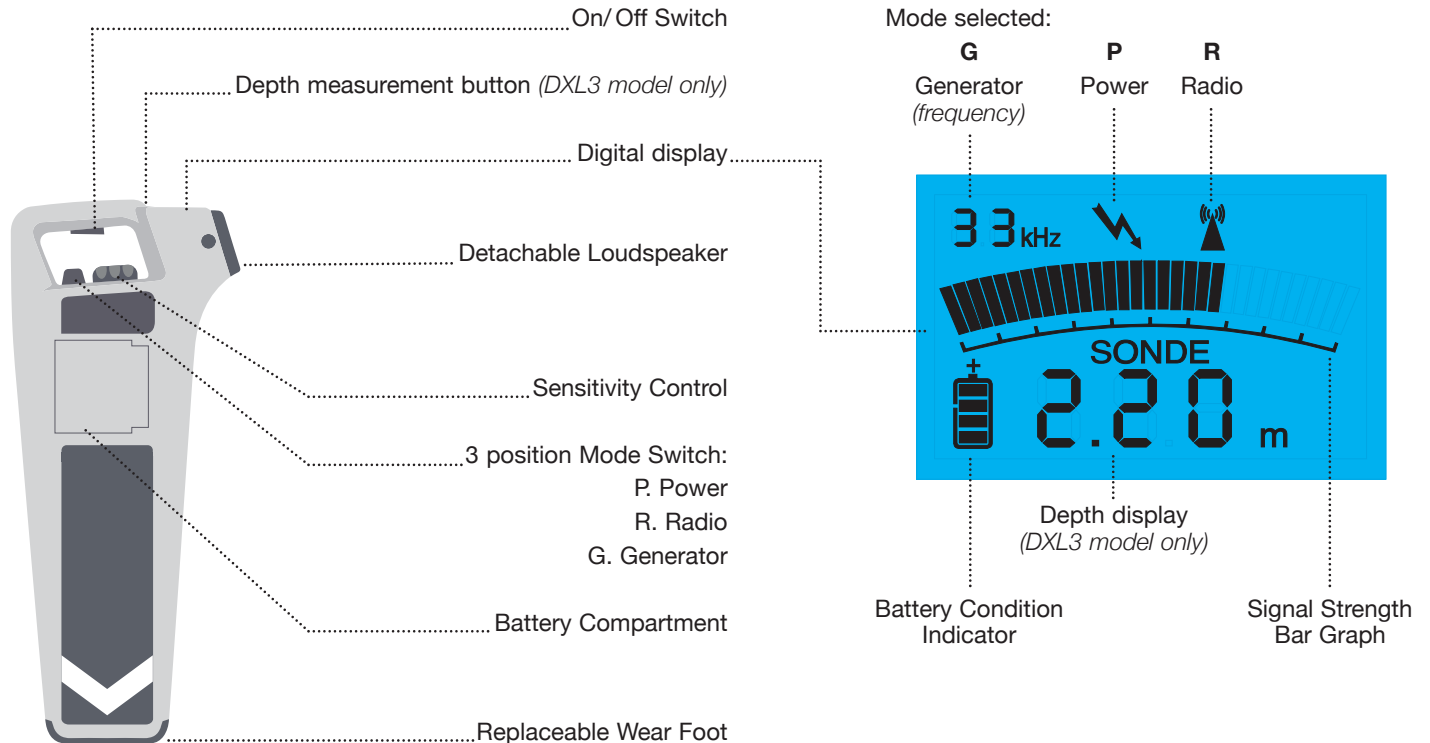 On/ Off Switch
Depth measurement button (DXL3 model only)
Digital display
Detachable Loudspeaker
Sensitivity Control
3 position Mode Switch:
P. Power
R. Radio
G. Generator
Battery Compartment
Replaceable Wear Foot
Mode selected:
G P R
Generator Power Radio
(frequency)
33 kHz
SONDE
+
2.20 m
Depth display
(DXL3 model only)
Battery Condition
Indicator
Signal Strength
Bar Graph